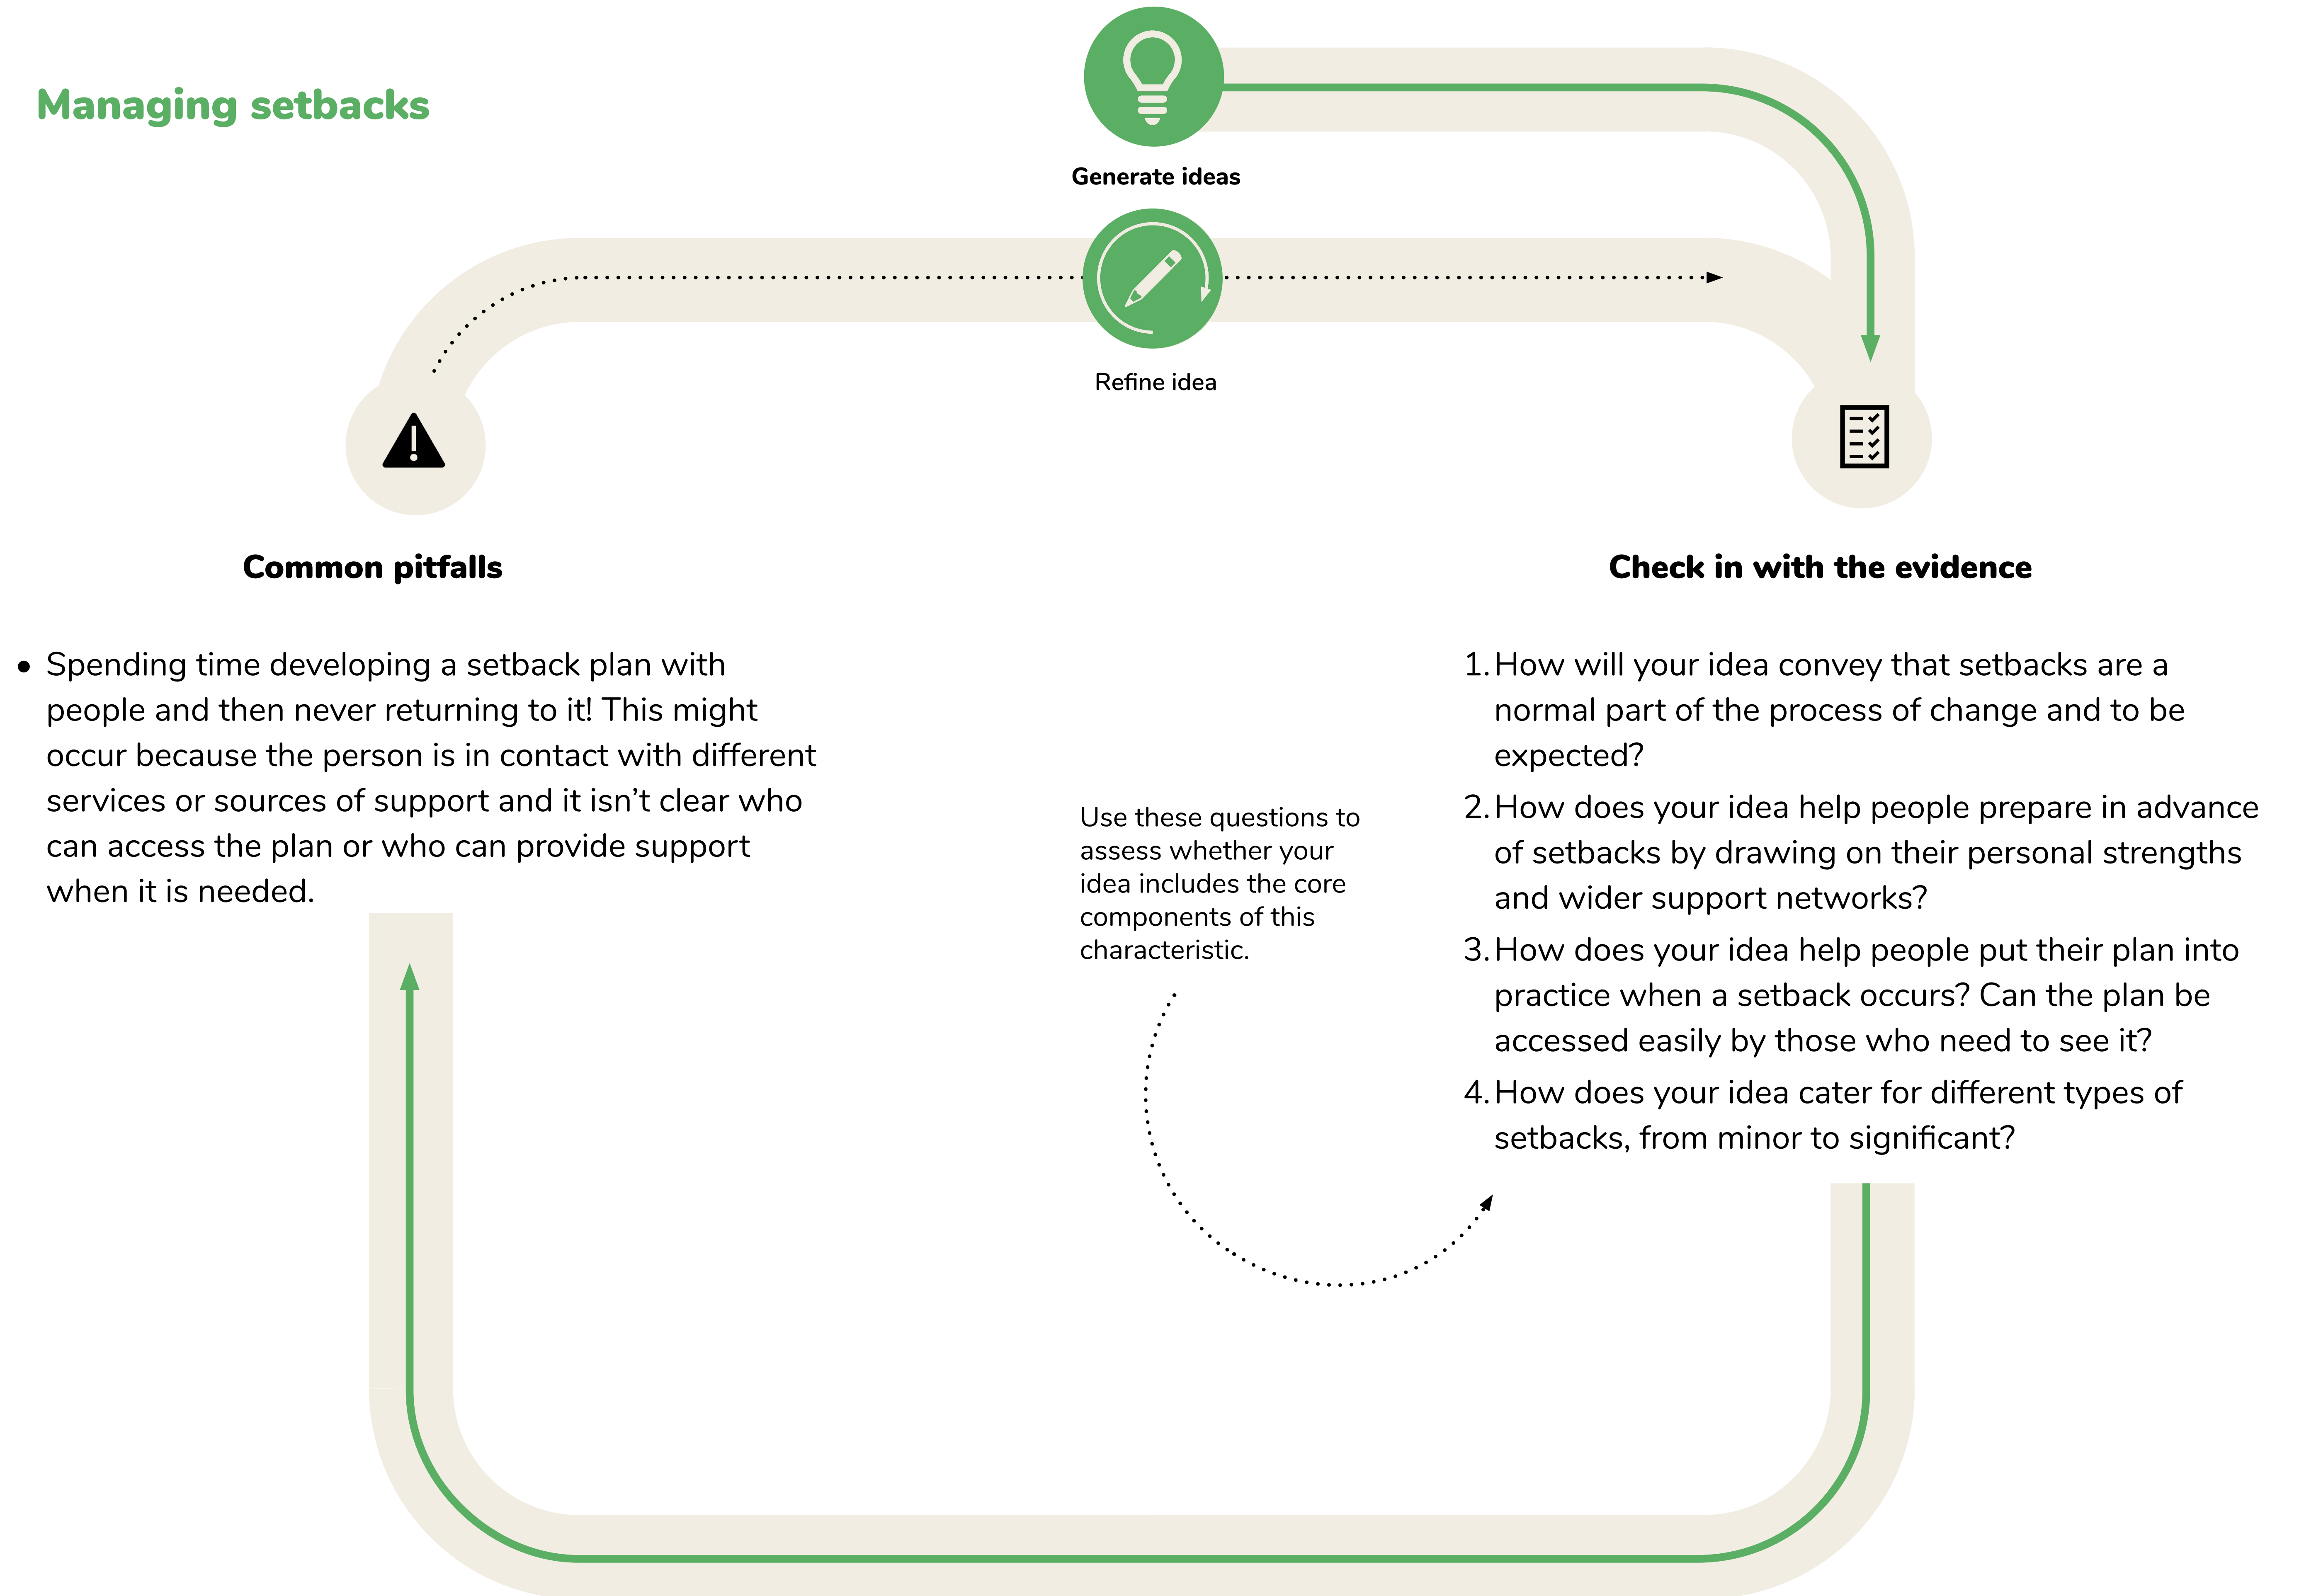 Managing setbacks
Generate ideas
Refine idea
Common pitfalls
• Spending time developing a setback plan with
people and then never returning to it! This might
occur because the person is in contact with different
services or sources of support and it isn’t clear who
can access the plan or who can provide support
when it is needed.
Use these questions to
assess whether your
idea includes the core
components of this
characteristic.
Check in with the evidence
1. How will your idea convey that setbacks are a
normal part of the process of change and to be
expected?
2. How does your idea help people prepare in advance
of setbacks by drawing on their personal strengths
and wider support networks?
3. How does your idea help people put their plan into
practice when a setback occurs? Can the plan be
accessed easily by those who need to see it?
4. How does your idea cater for different types of
setbacks, from minor to significant?